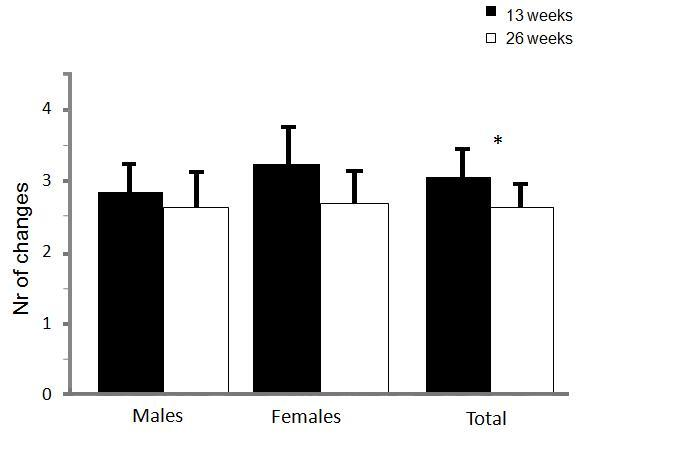 13 weeks
26 weeks
Nr of changes
4
3
2
1
0
*
Males
Females
Total